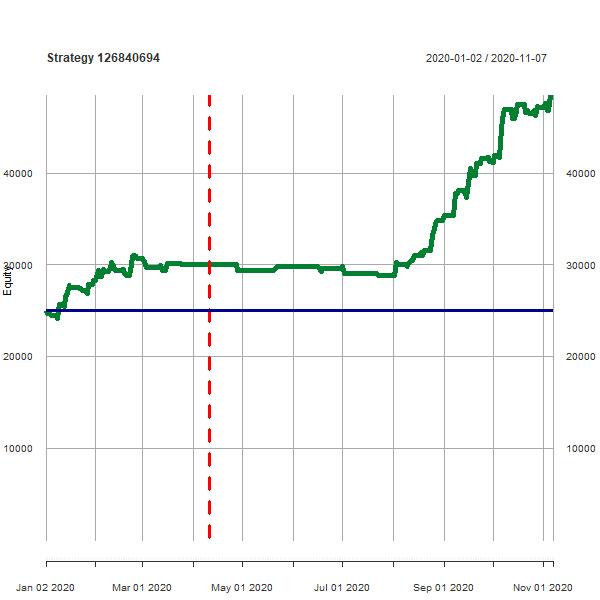 Strategy 126840694
2020-01-02 / 2020-11-07
40000
40000
30000
30000
Equity
20000
20000
10000
10000
Jan 02 2020
Mar 01 2020
May 01 2020
Jul 01 2020
Sep 01 2020
Nov 01 2020